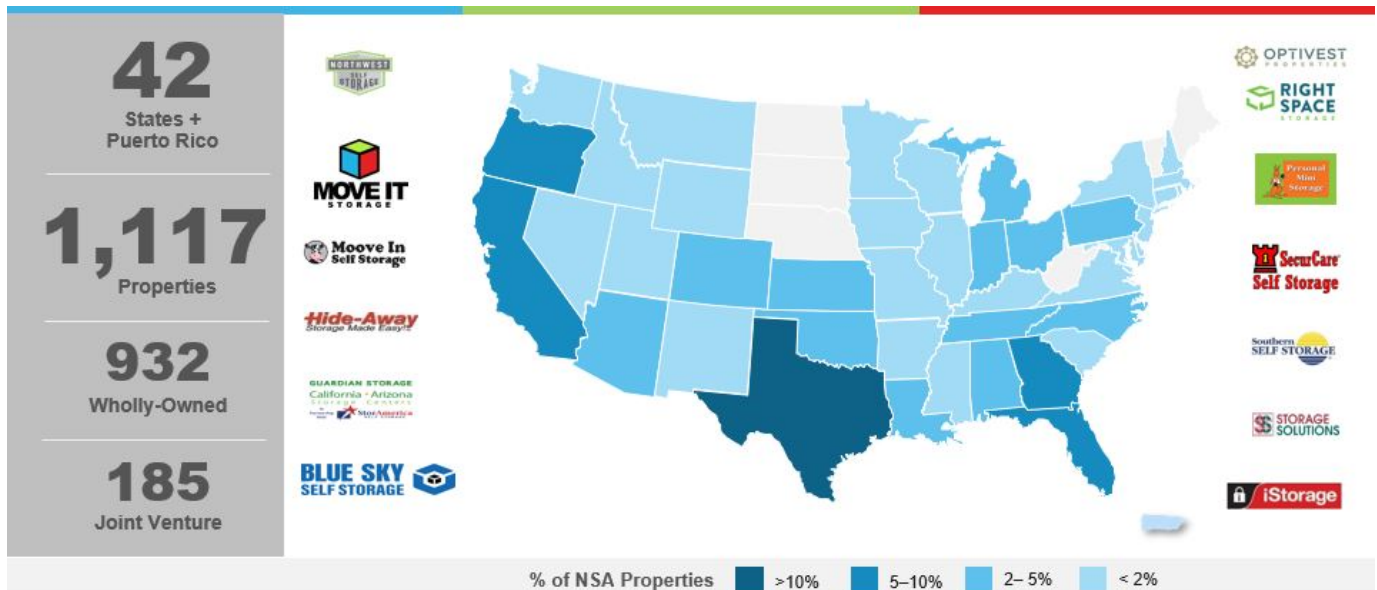 42
States +
Puerto Rico
1,117
Properties
932
Wholly-Owned
185
Joint Venture
NORTHWEST
SELF
STORAGE
MOVE IT
STORAGE
Moove In
Self Storage
Hide-Away
Storage Made Easy!
GUARDIAN STORAGE
California • Arizona
Storage Centers
StorAmerica
BLUE SKY
SELF STORAGE
OPTIVEST
PROPERTIES
RIGHT
SPACE
STORAGE
Personal
Mini
Storage
SecurCare
Self Storage
Southern
SELF STORAGE
STORAGE
SOLUTIONS
iStorage
% of NSA Properties >10% 5–10% 2– 5% < 2%